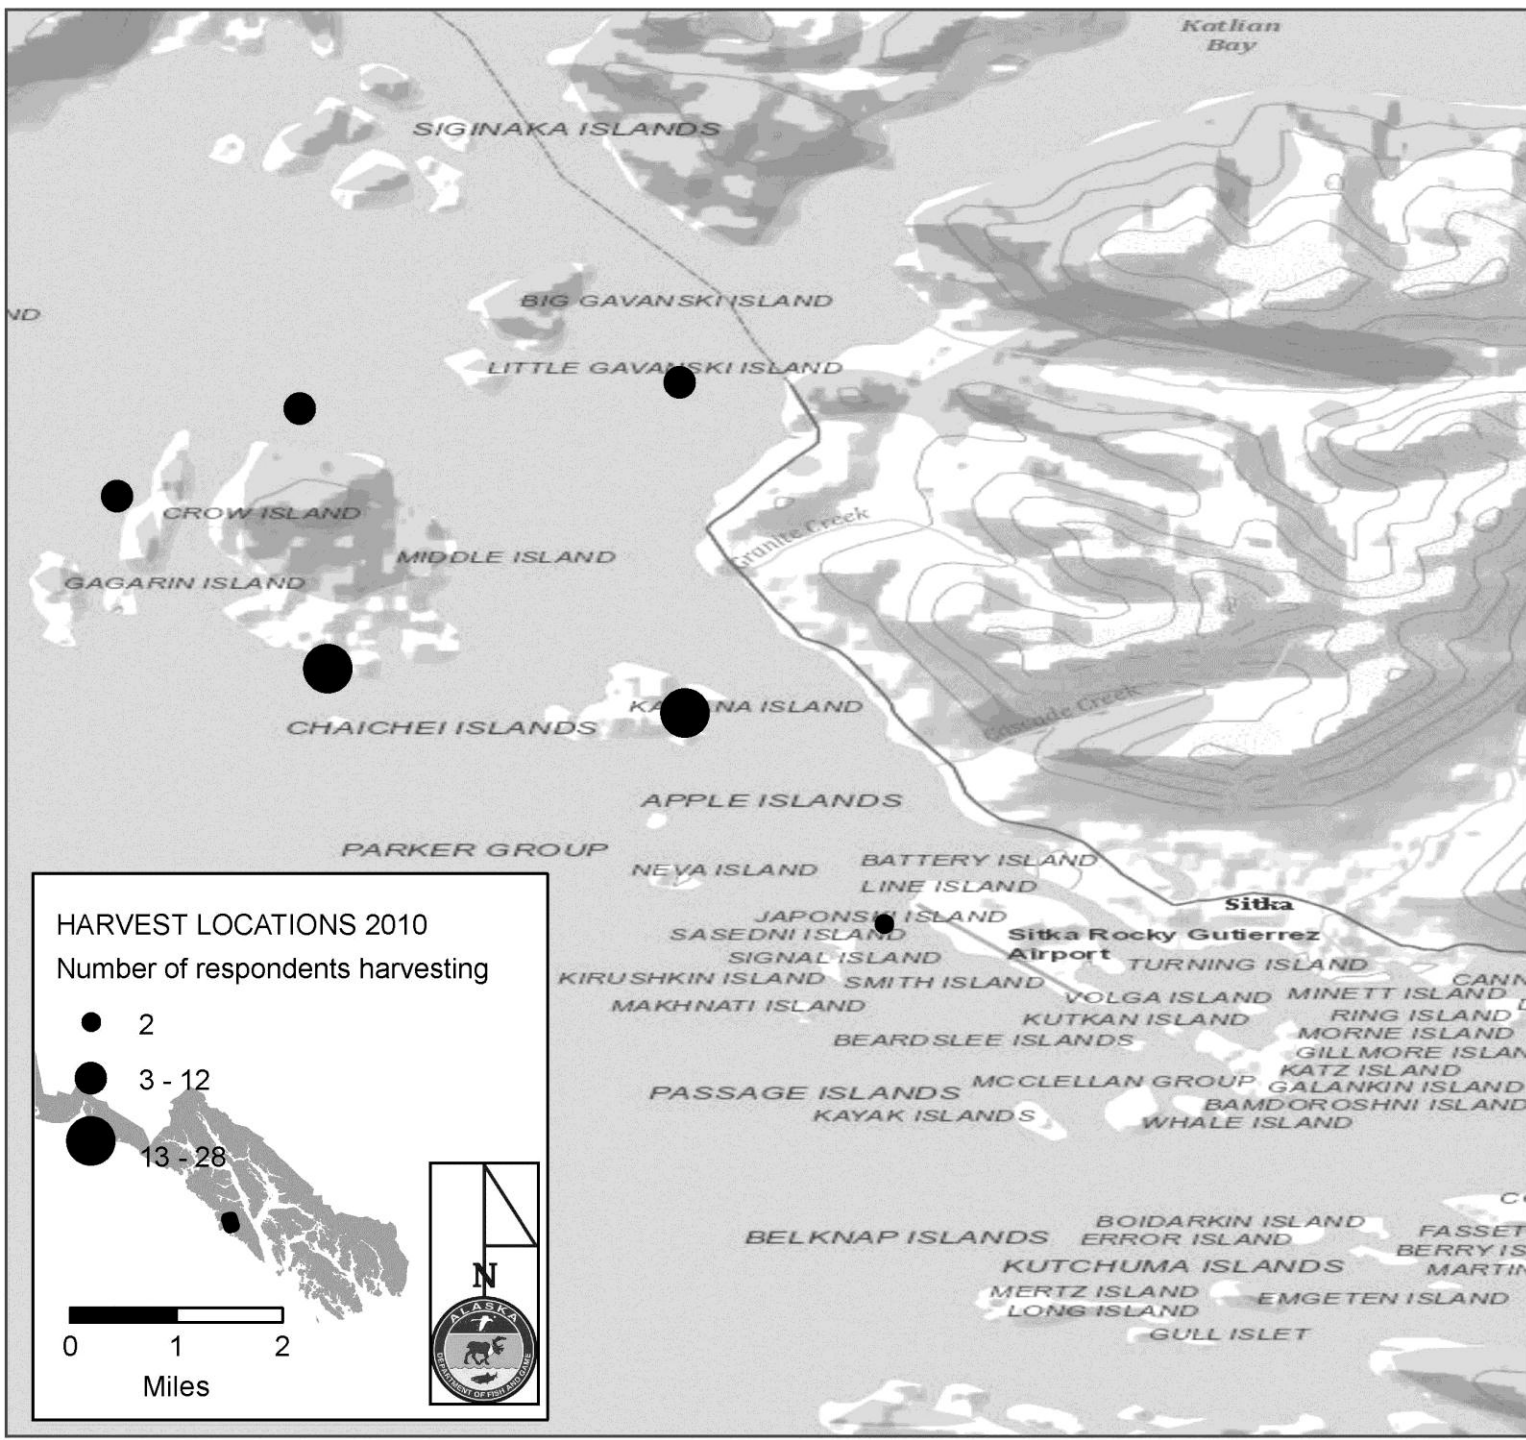 Katlian
Bay
SIGINAKA ISLANDS
BIG GAVANSKI ISLAND
ND
LITTLE GAVANSKI ISLAND
CROW ISLAND
Granite Creek
MIDDLE ISLAND
GAGARIN ISLAND
Cascade Creek
KA NA ISLAND
CHAICHEI ISLANDS
APPLE ISLANDS
PARKER GROUP
NEVA ISLAND
BATTERY ISLAND
LINE ISLAND
Sitka
JAPONSKI ISLAND
SASEDNI ISLAND
Sitka Rocky Gutierrez
Airport
SIGNAL ISLAND
TURNING ISLAND
KIRUSHKIN ISLAND
SMITH ISLAND
CANN
MAKHNATI ISLAND
VOLGA ISLAND
MINETT ISLAND
KUTKAN ISLAND
RING ISLAND
BEARDSLEE ISLANDS
MORNE ISLAND
GILLMORE ISLAN
KATZ ISLAND
PASSAGE ISLANDS
MCCLELLAN GROUP
GALANKIN ISLAND
KAYAK ISLANDS
BAMDOROSHNI ISLAND
WHALE ISLAND
CO
BELKNAP ISLANDS
BOIDARKIN ISLAND
ERROR ISLAND
FASSET
BERRY IS
KUTCHUMA ISLANDS
MARTIN
MERTZ ISLAND
EMGETEN ISLAND
LONG ISLAND
GULL ISLET
HARVEST LOCATIONS 2010
Number of respondents harvesting
2
3 - 12
13 - 28
N
ALASKA
DEPARTMENT OF FISH AND GAME
0 1 2
Miles